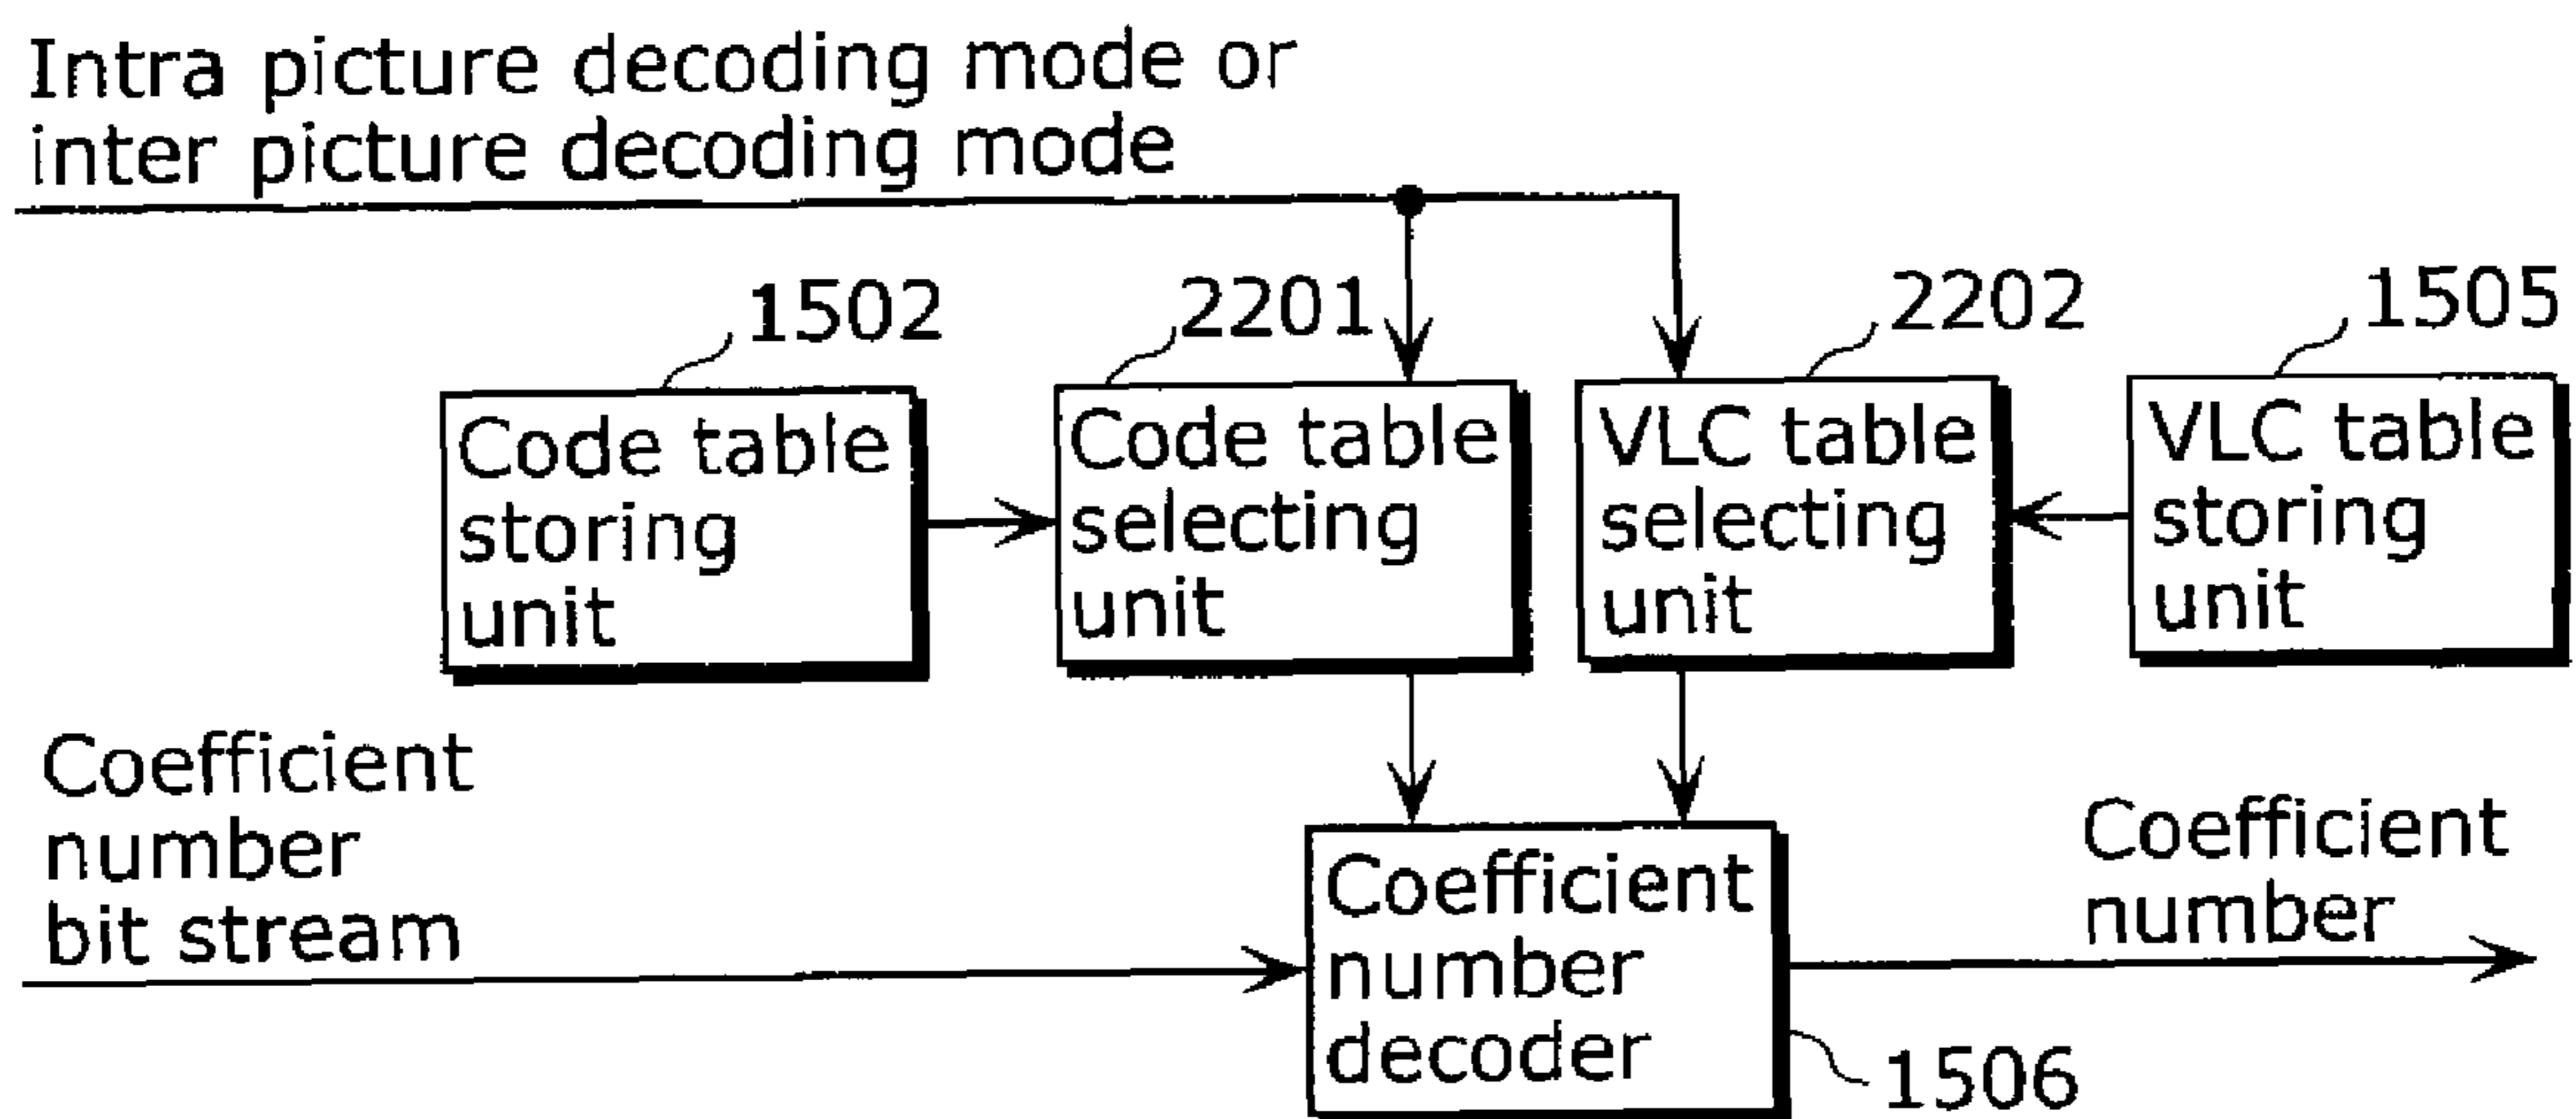 Intra picture decoding mode or
inter picture decoding mode
1502
2201
2202
1505
Code table
storing
unit
Code table
selecting
unit
VLC table
selecting
unit
VLC table
storing
unit
Coefficient
number
bit stream
Coefficient
number
decoder
Coefficient
number
1506